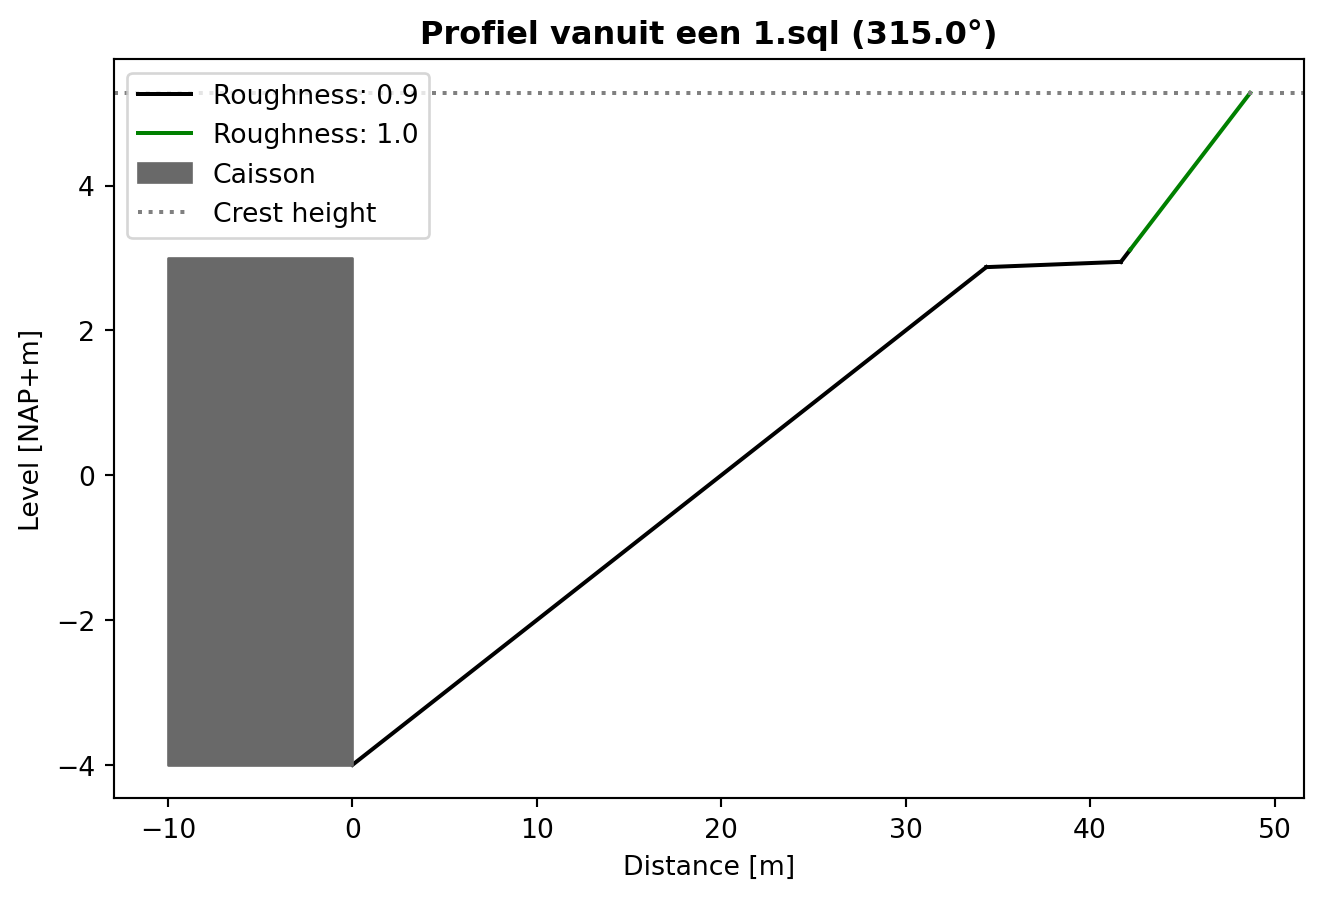 Profiel vanuit een 1.sql (315.0°)
Roughness: 0.9
Roughness: 1.0
Caisson
Crest height
4
2
0
−2
−4
Level [NAP+m]
−10 0 10 20 30 40 50
Distance [m]